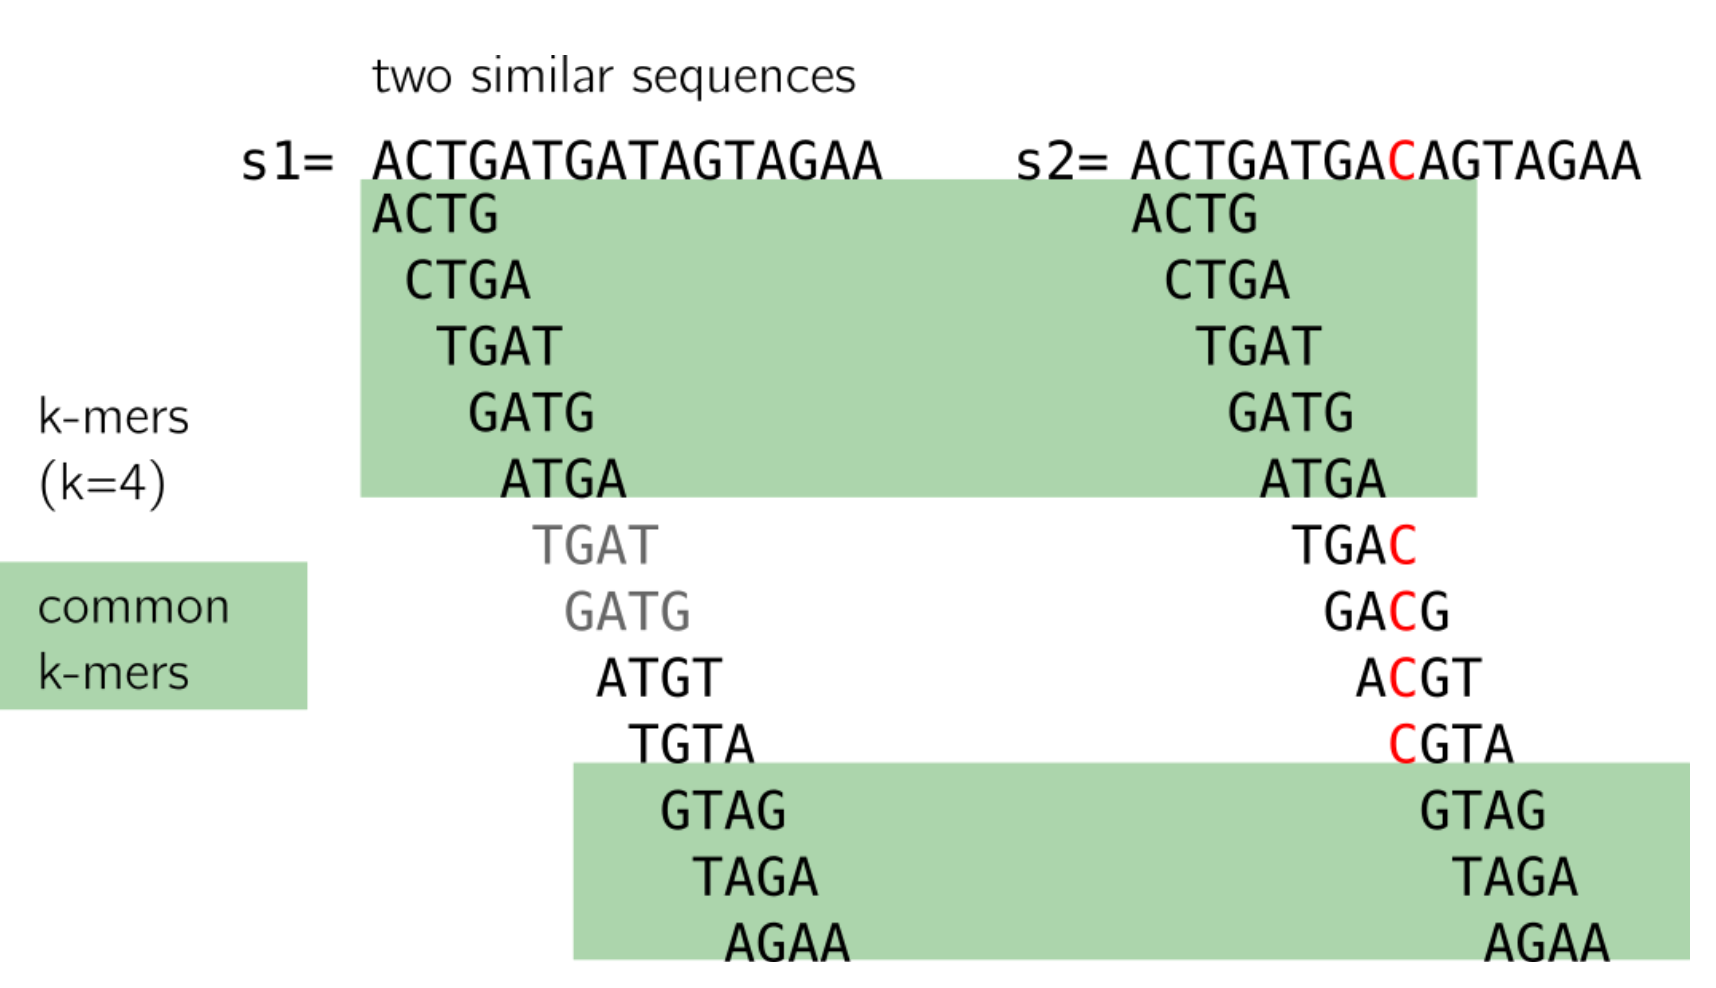 two similar sequences
s1= ACTGATGATAGTAGAA s2= ACTGATGACAGTAGAA
ACTG ACTG
CTGA CTGA
TGAT TGAT
k-mers GATG GATG
(k=4) ATGA ATGA
TGAT TGAC
common GATG GACG
k-mers ATGT ACGT
TGTA CGTA
GTAG GTAG
TAGA TAGA
AGAA AGAA